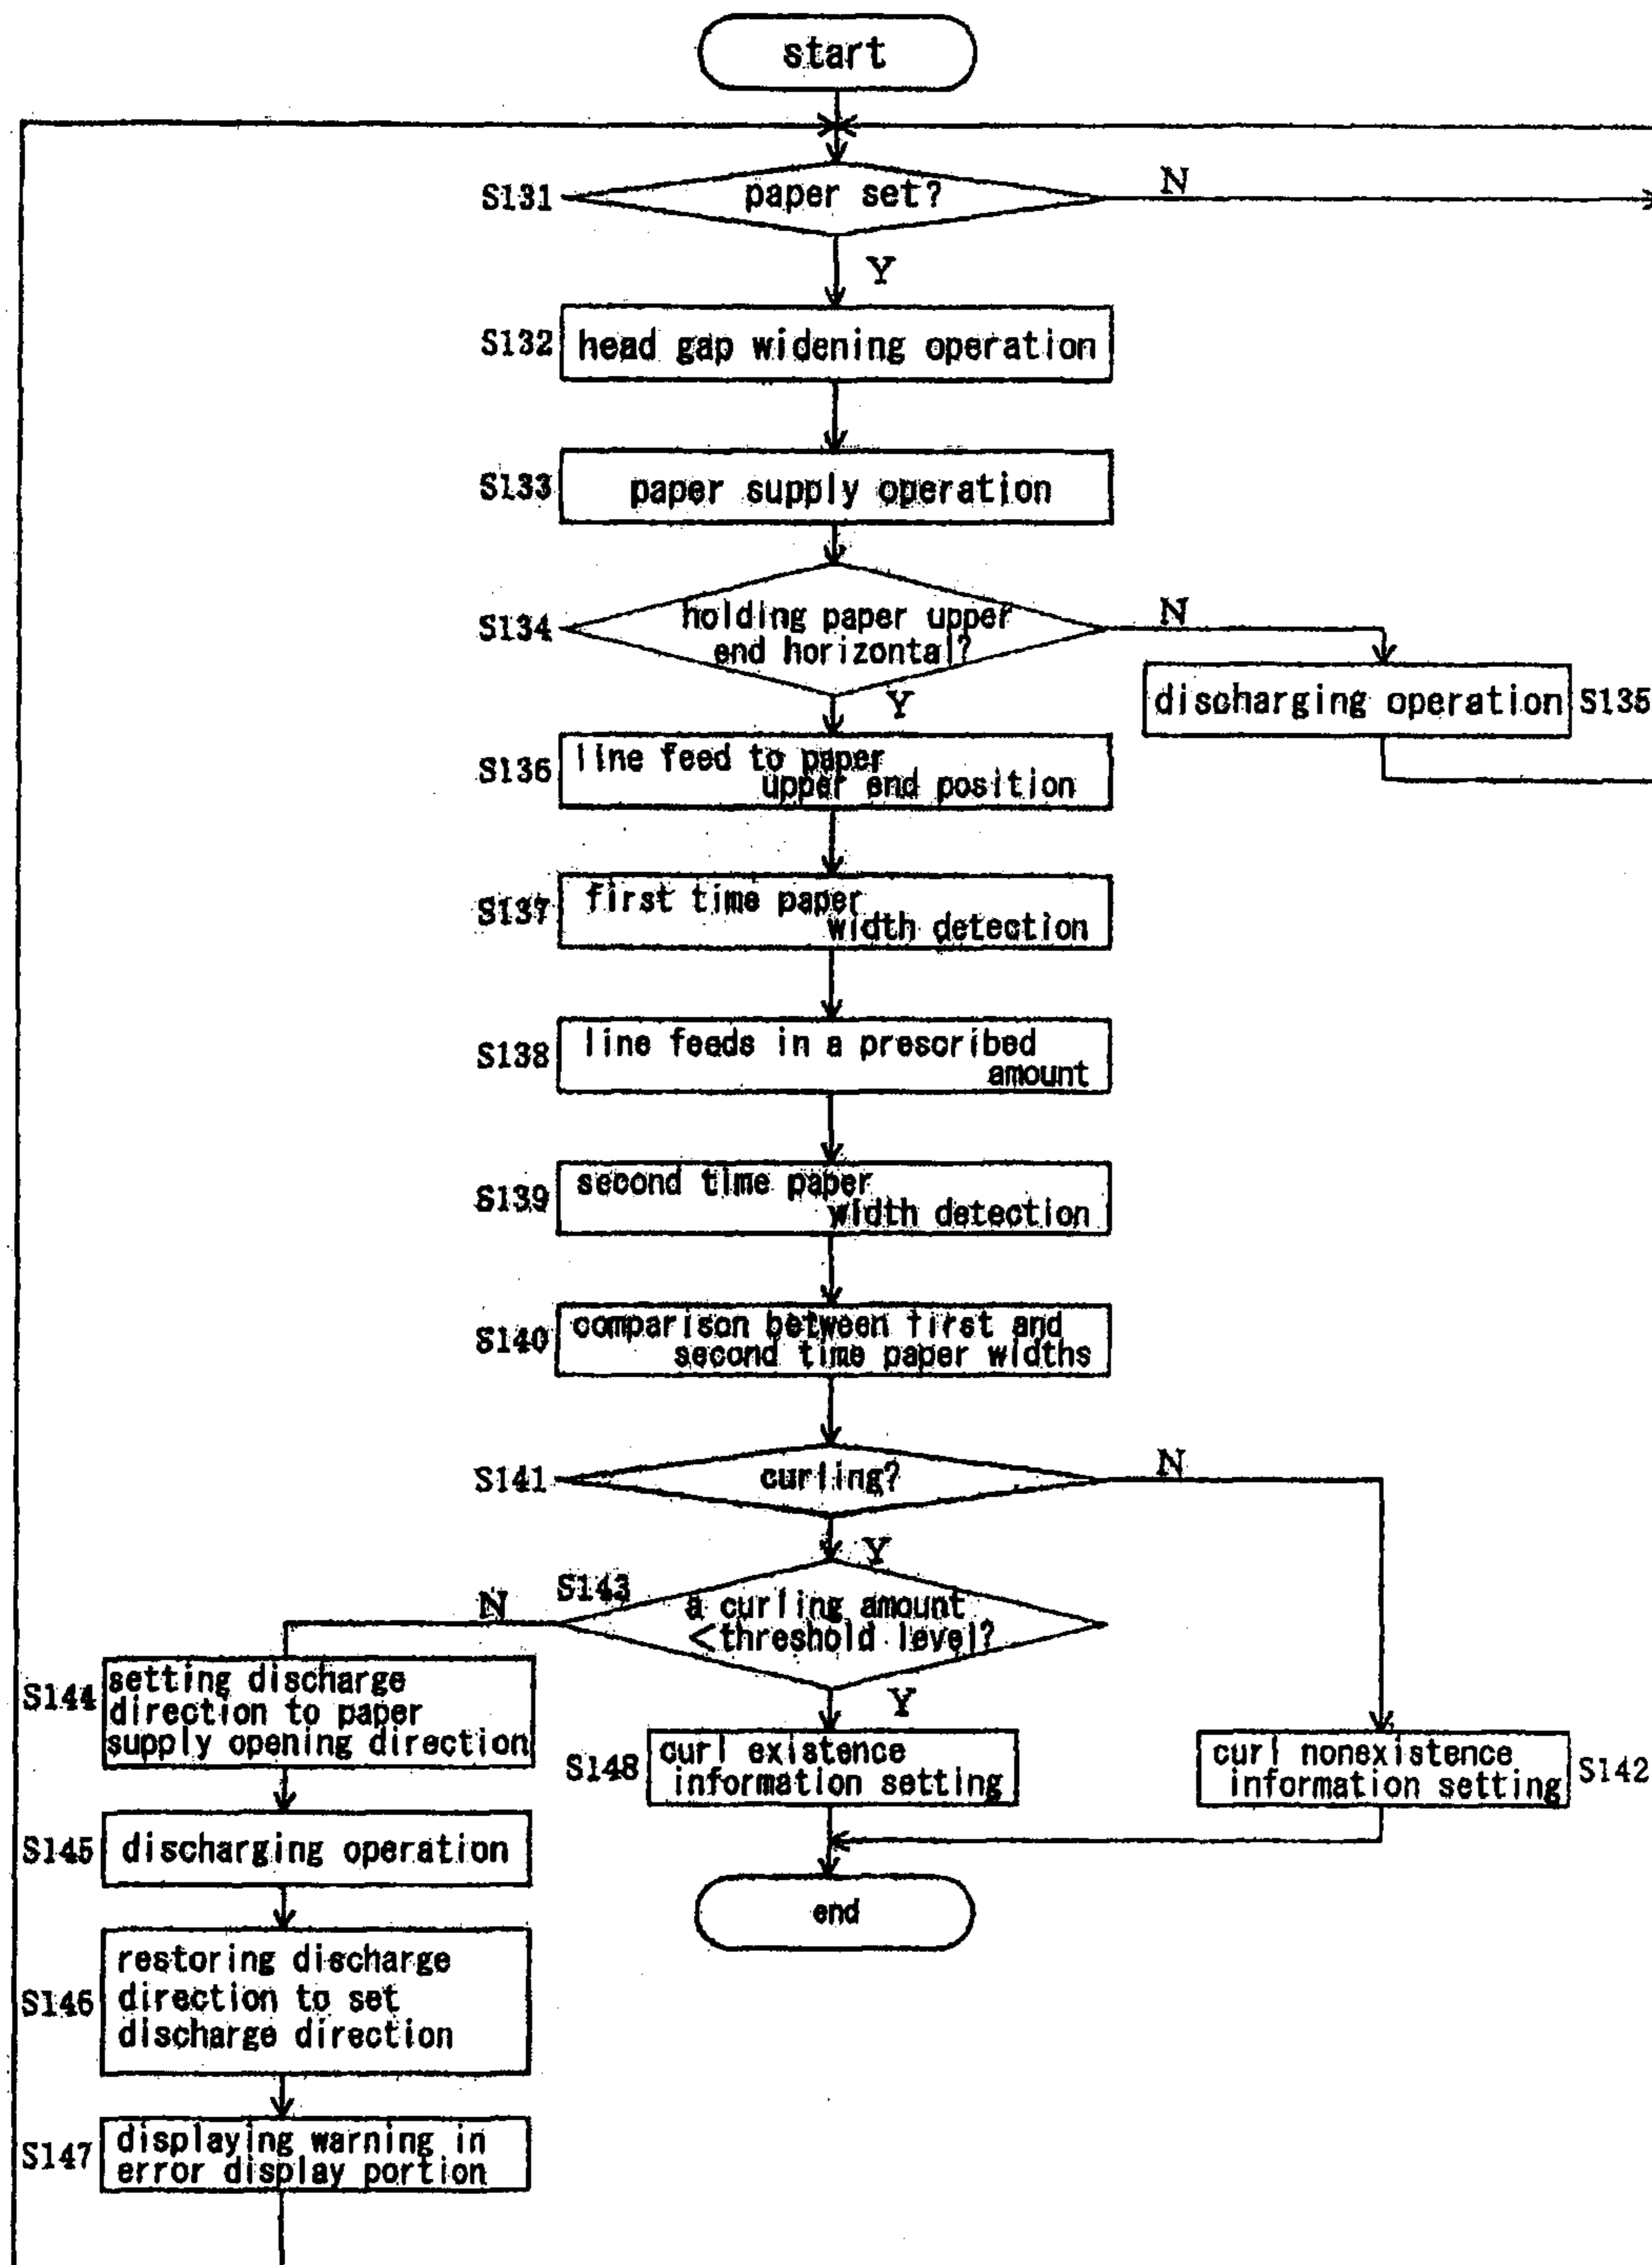 start
S131
paper set?
N
Y
S132
head gap widening operation
S133
paper supply operation
S134
holding paper upper
end horizontal?
N
Y
discharging operation
S135
S136
line feed to paper
upper end position
S137
first time paper
width detection
S138
line feeds in a prescribed
amount
S139
second time paper
width detection
S140
comparison between first and
second time paper widths
S141
curling?
N
Y
S143
a curling amount
<threshold level?
N
Y
S144
setting discharge
direction to paper
supply opening direction
S148
curl existence
information setting
curl nonexistence
information setting
S142
S145
discharging operation
end
S146
restoring discharge
direction to set
discharge direction
S147
displaying warning in
error display portion